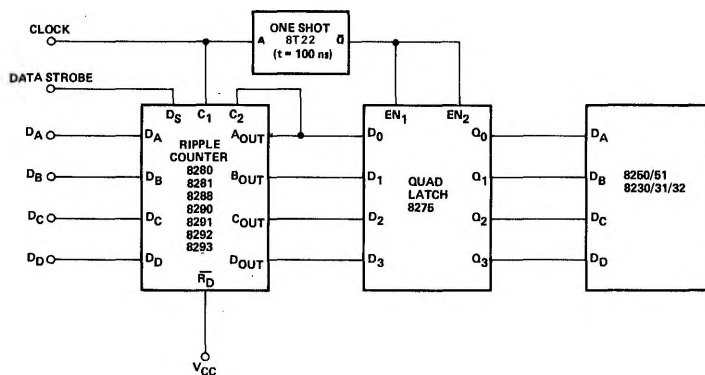 CLOCK
ONE SHOT
8T22
(t = 100 ns)
A
Q̅
DATA STROBE
DS
C1
C2
EN1
EN2
DA
DA
AOUT
D0
Q0
DA
RIPPLE
COUNTER
8280
8281
8288
8290
8291
8292
8293
DB
DB
BOUT
D1
Q1
DB
QUAD
LATCH
8275
8250/51
8230/31/32
DC
DC
COUT
D2
Q2
DC
DD
DD
DOUT
D3
Q3
DD
R̅D̅
VCC